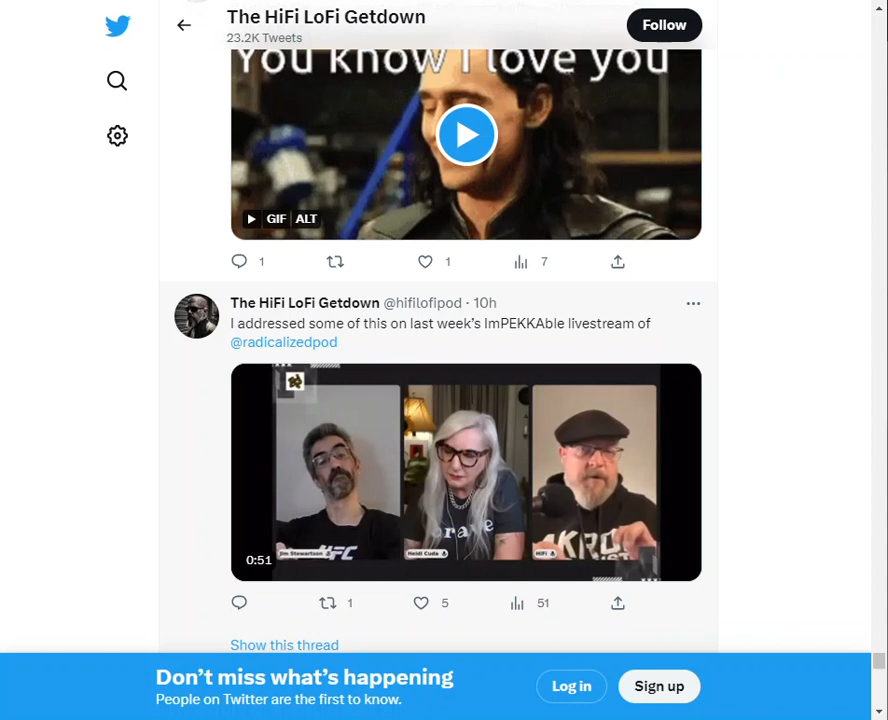 The HiFi LoFi Getdown
23.2K Tweets
Follow
You know I love you
GIF ALT
1
1
7
The HiFi LoFi Getdown @hifilofipod · 10h
I addressed some of this on last week's ImPEKKAble livestream of
@radicalizedpod
brave
0:51
Jim Stewartson
Heidi Cuda
HiFi
1
5
51
Show this thread
Don't miss what's happening
People on Twitter are the first to know.
Log in
Sign up